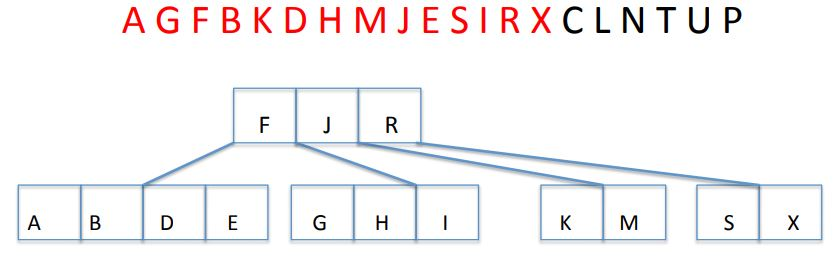 A G F B K D H M J E S I R X C L N T U P
F J R
A B D E G H I K M S X